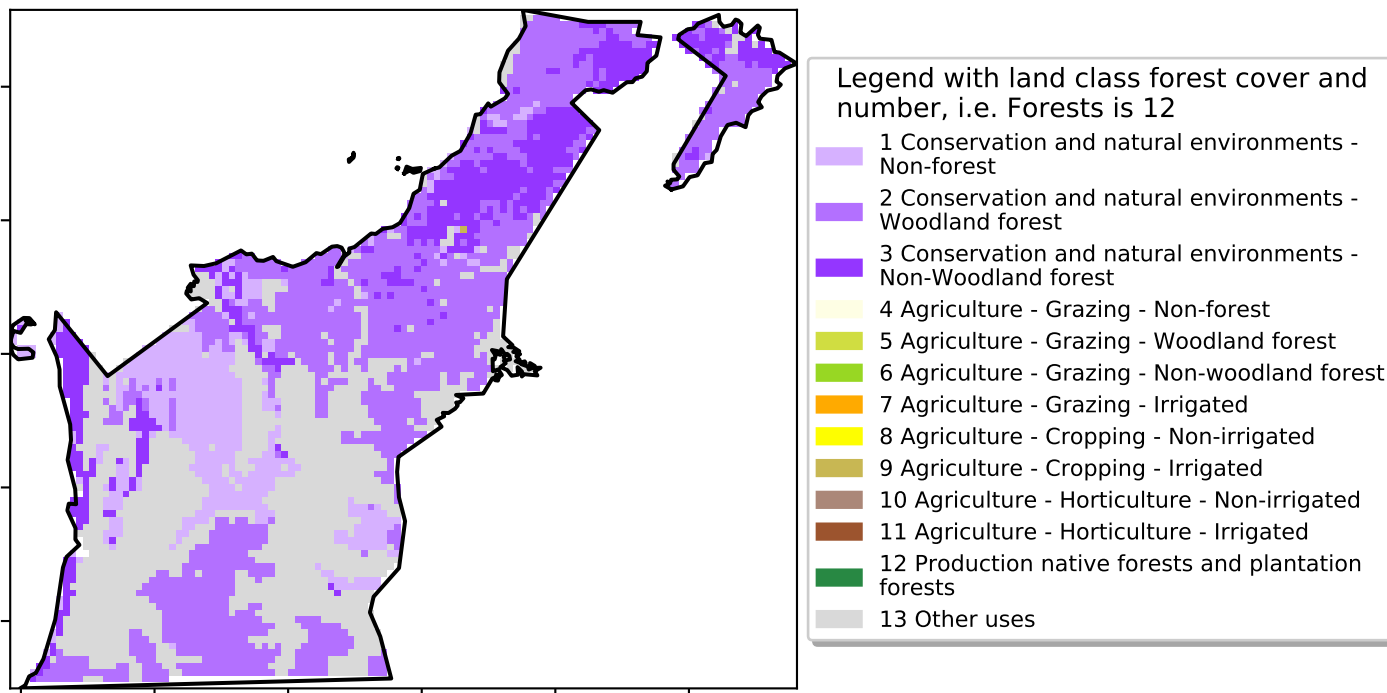 Legend with land class forest cover and
number, i.e. Forests is 12
1 Conservation and natural environments -
Non-forest
2 Conservation and natural environments -
Woodland forest
3 Conservation and natural environments -
Non-Woodland forest
4 Agriculture - Grazing - Non-forest
5 Agriculture - Grazing - Woodland forest
6 Agriculture - Grazing - Non-woodland forest
7 Agriculture - Grazing - Irrigated
8 Agriculture - Cropping - Non-irrigated
9 Agriculture - Cropping - Irrigated
10 Agriculture - Horticulture - Non-irrigated
11 Agriculture - Horticulture - Irrigated
12 Production native forests and plantation
forests
13 Other uses